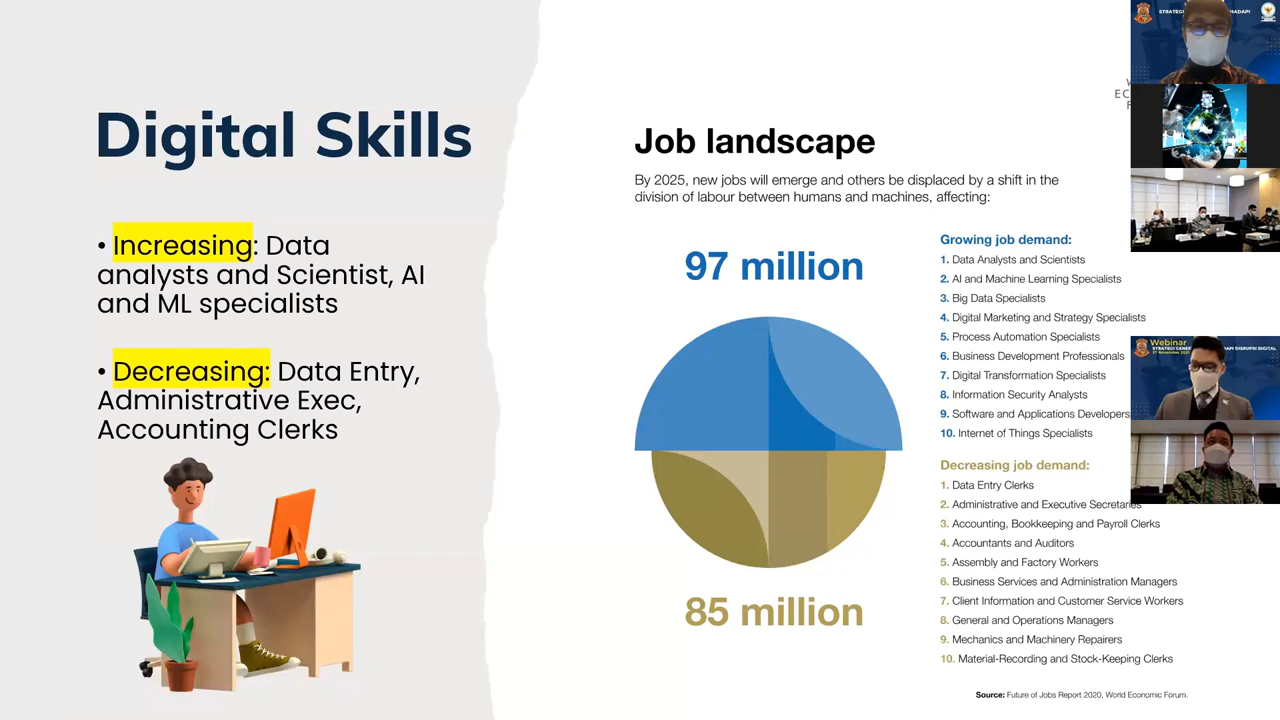 Digital Skills
• Increasing: Data
analysts and Scientist, AI
and ML specialists
• Decreasing: Data Entry,
Administrative Exec,
Accounting Clerks
Job landscape
By 2025, new jobs will emerge and others be displaced by a shift in the
division of labour between humans and machines, affecting:
97 million
85 million
Growing job demand:
1. Data Analysts and Scientists
2. AI and Machine Learning Specialists
3. Big Data Specialists
4. Digital Marketing and Strategy Specialists
5. Process Automation Specialists
6. Business Development Professionals
7. Digital Transformation Specialists
8. Information Security Analysts
9. Software and Applications Developers
10. Internet of Things Specialists
Decreasing job demand:
1. Data Entry Clerks
2. Administrative and Executive Secretaries
3. Accounting, Bookkeeping and Payroll Clerks
4. Accountants and Auditors
5. Assembly and Factory Workers
6. Business Services and Administration Managers
7. Client Information and Customer Service Workers
8. General and Operations Managers
9. Mechanics and Machinery Repairers
10. Material-Recording and Stock-Keeping Clerks
Source: Future of Jobs Report 2020, World Economic Forum.
Webinar
DISRUPSI DIGITAL